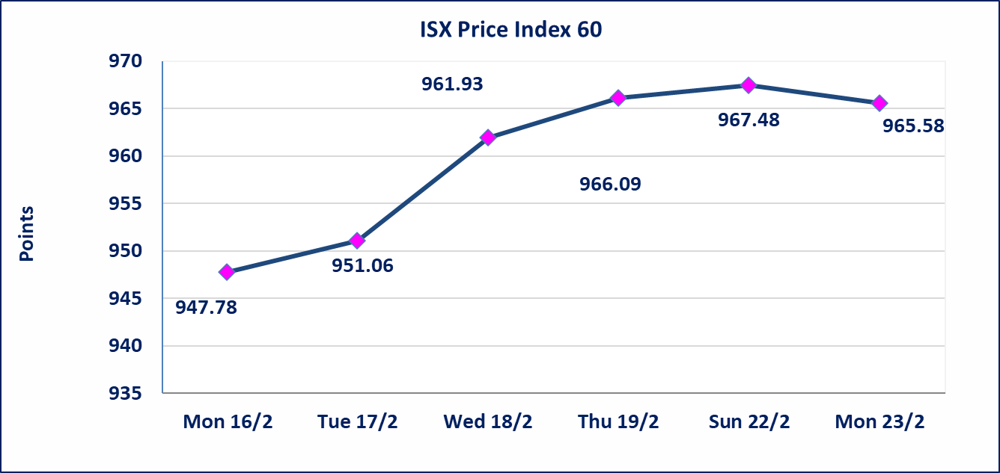 ISX Price Index 60
Points
970
965
960
955
950
945
940
935
947.78
951.06
961.93
966.09
967.48
965.58
Mon 16/2
Tue 17/2
Wed 18/2
Thu 19/2
Sun 22/2
Mon 23/2